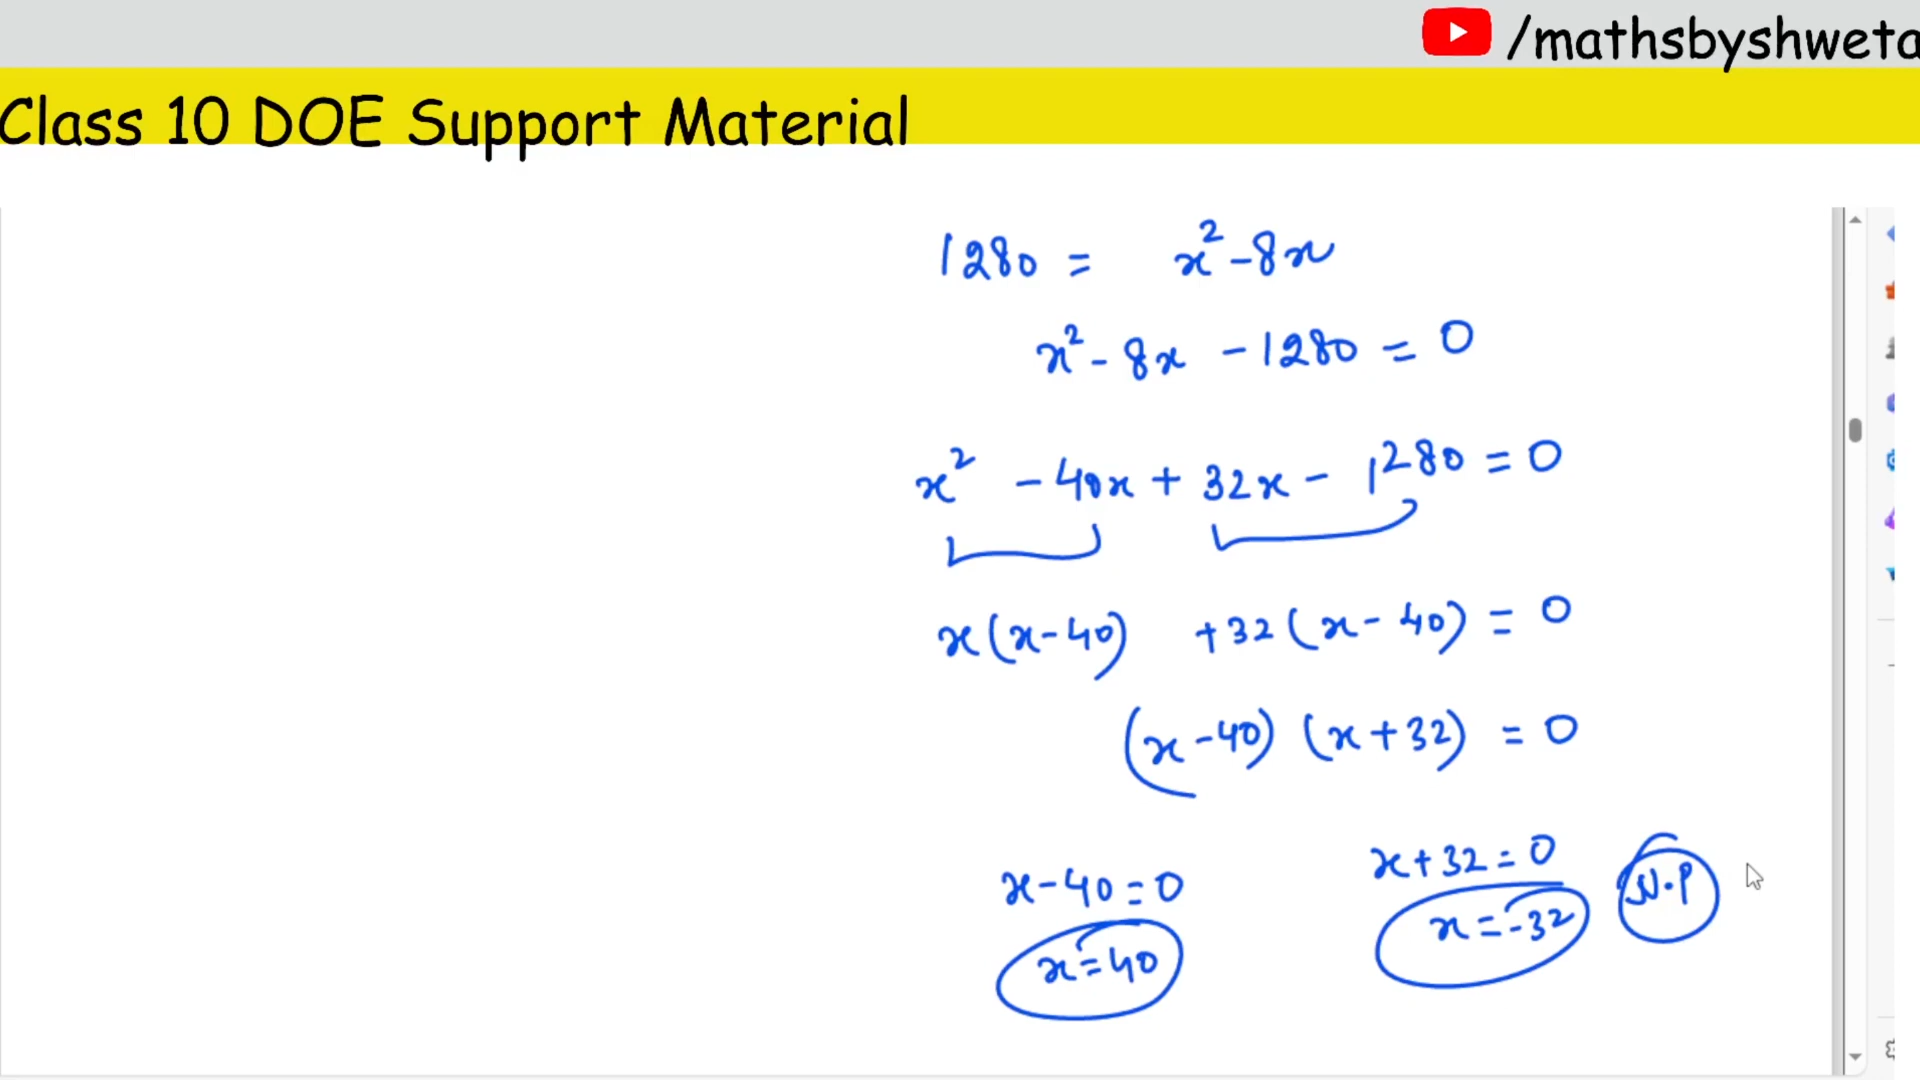 /mathsbyshweta
Class 10 DOE Support Material
1280 = x² - 8x
x² - 8x - 1280 = 0
x² - 40x + 32x - 1280 = 0
x(x-40) +32(x-40) = 0
(x-40) (x+32) = 0
x-40=0 x+32=0
x=40 x=-32 N.P